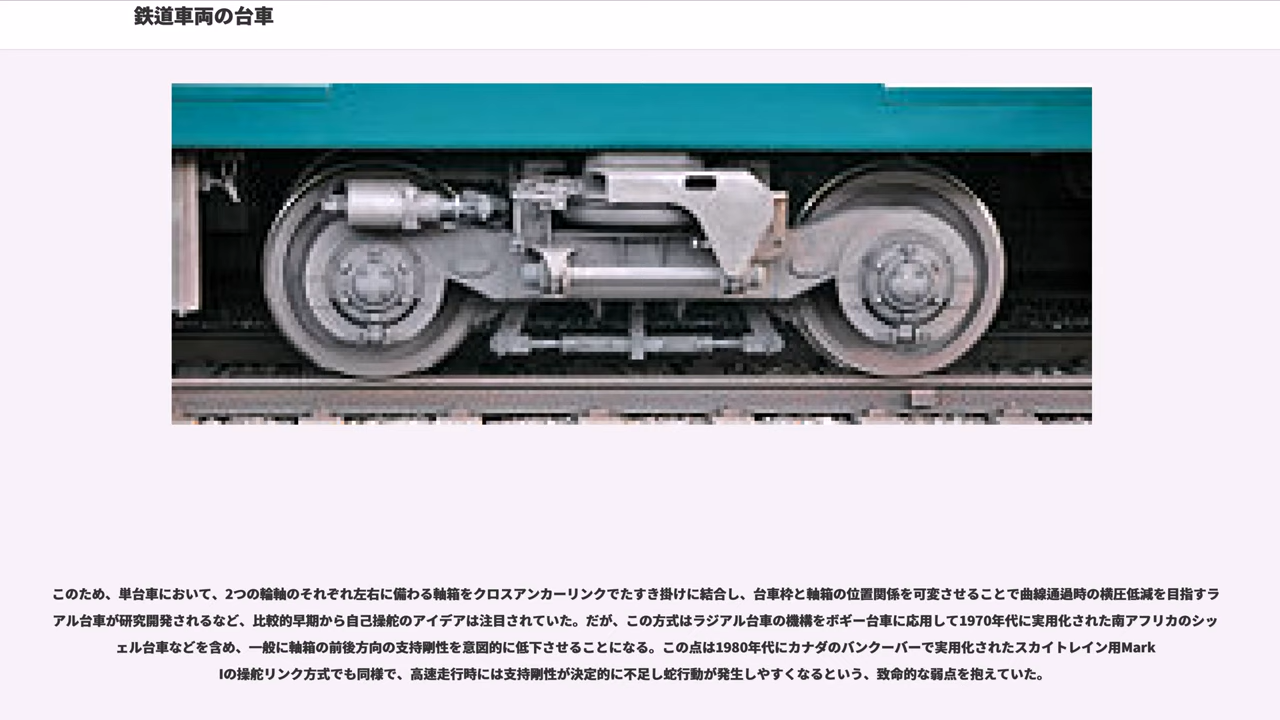 鉄道車両の台車
このため、単台車において、2つの輪軸のそれぞれ左右に備わる軸箱をクロスアンカーリンクでたすき掛けに結合し、台車枠と軸箱の位置関係を可変させることで曲線通過時の横圧低減を目指すラ
アル台車が研究開発されるなど、比較的早期から自己操舵のアイデアは注目されていた。だが、この方式はラジアル台車の機構をボギー台車に応用して1970年代に実用化された南アフリカのシッ
ェル台車などを含め、一般に軸箱の前後方向の支持剛性を意図的に低下させることになる。この点は1980年代にカナダのバンクーバーで実用化されたスカイトレイン用Mark
Iの操舵リンク方式でも同様で、高速走行時には支持剛性が決定的に不足し蛇行動が発生しやすくなるという、致命的な弱点を抱えていた。